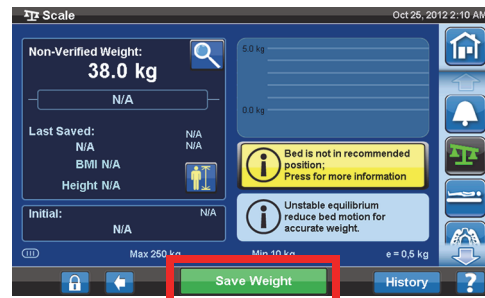 Scale
Oct 25, 2012 2:10 AM
Non-Verified Weight:
38.0 kg
N/A
Last Saved:
N/A
N/A
N/A
BMI N/A
Height N/A
Initial:
N/A
N/A
5.0 kg
0.0 kg
Bed is not in recommended
position;
Press for more information
Unstable equilibrium
reduce bed motion for
accurate weight.
Max 250 kg
Min 10 kg
e = 0,5 kg
Save Weight
History
?